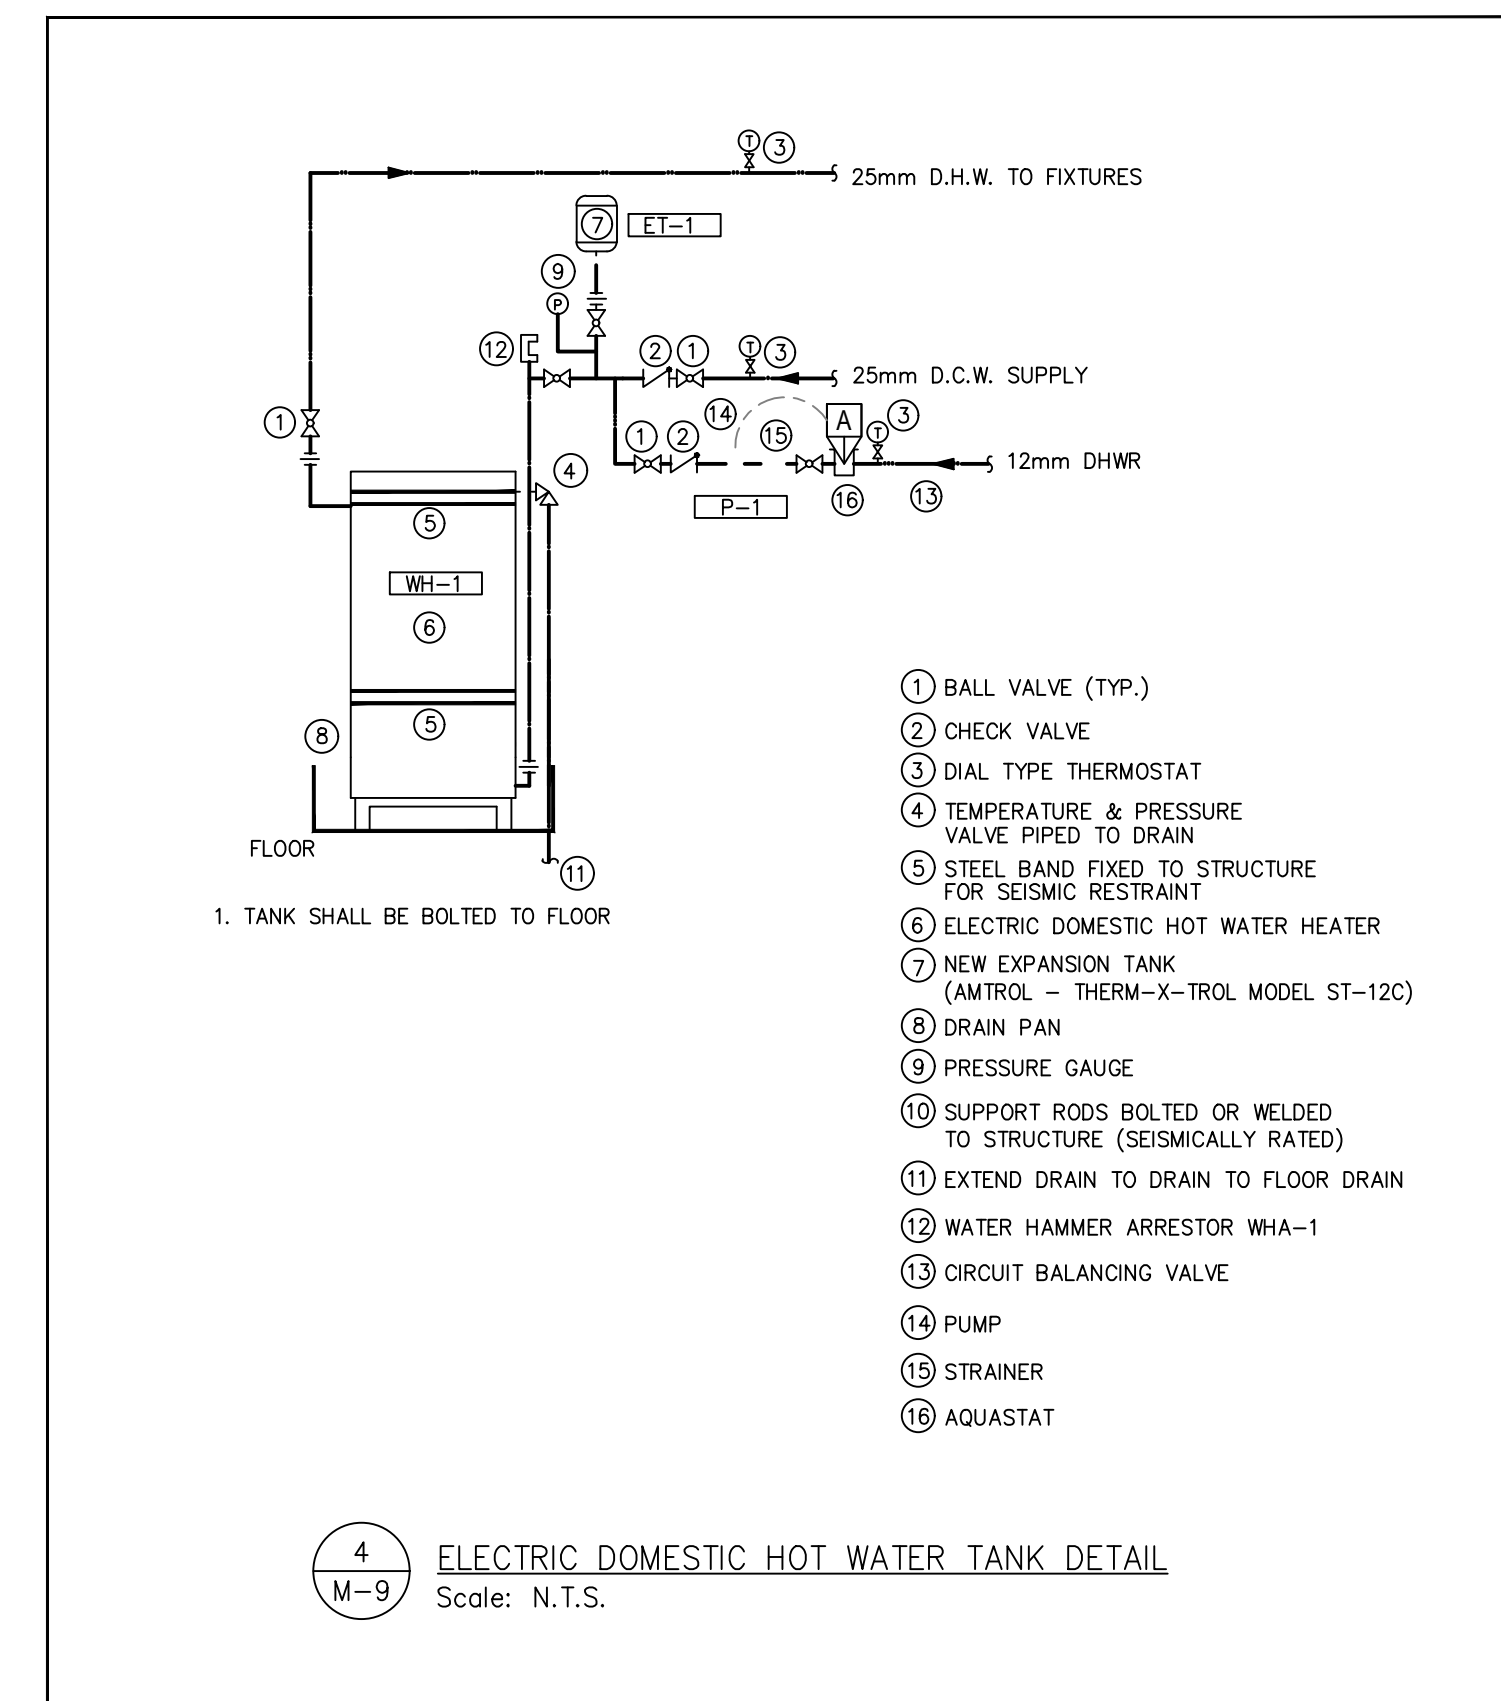 T 3
25mm D.H.W. TO FIXTURES
7 ET-1
9
P
12 2 1 T 3
25mm D.C.W. SUPPLY
1 14 A 3
1 2 15 T
12mm DHWR
4
P-1 16 13
5
WH-1
6
5
8
FLOOR
11
1. TANK SHALL BE BOLTED TO FLOOR
1 BALL VALVE (TYP.)
2 CHECK VALVE
3 DIAL TYPE THERMOSTAT
4 TEMPERATURE & PRESSURE
VALVE PIPED TO DRAIN
5 STEEL BAND FIXED TO STRUCTURE
FOR SEISMIC RESTRAINT
6 ELECTRIC DOMESTIC HOT WATER HEATER
7 NEW EXPANSION TANK
(AMTROL - THERM-X-TROL MODEL ST-12C)
8 DRAIN PAN
9 PRESSURE GAUGE
10 SUPPORT RODS BOLTED OR WELDED
TO STRUCTURE (SEISMICALLY RATED)
11 EXTEND DRAIN TO DRAIN TO FLOOR DRAIN
12 WATER HAMMER ARRESTOR WHA-1
13 CIRCUIT BALANCING VALVE
14 PUMP
15 STRAINER
16 AQUASTAT
4
M-9
ELECTRIC DOMESTIC HOT WATER TANK DETAIL
Scale: N.T.S.